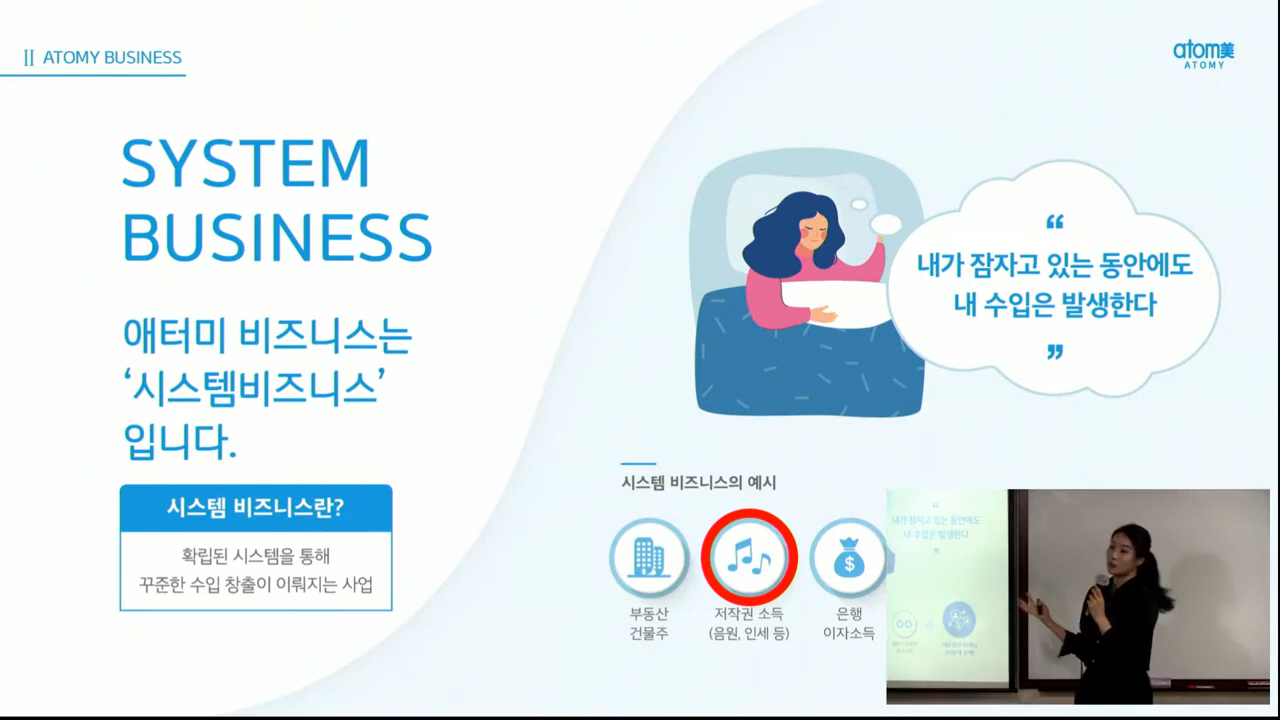 Ⅱ ATOMY BUSINESS
atom美
ATOMY
SYSTEM
BUSINESS
애터미 비즈니스는
‘시스템비즈니스’
입니다.
시스템 비즈니스란?
확립된 시스템을 통해
꾸준한 수입 창출이 이뤄지는 사업
“
내가 잠자고 있는 동안에도
내 수입은 발생한다
”
시스템 비즈니스의 예시
부동산
건물주
저작권 소득
(음원, 인세 등)
은행
이자소득
$
“
내가 잠자고 있는 동안에도
내 수입은 발생한다
”